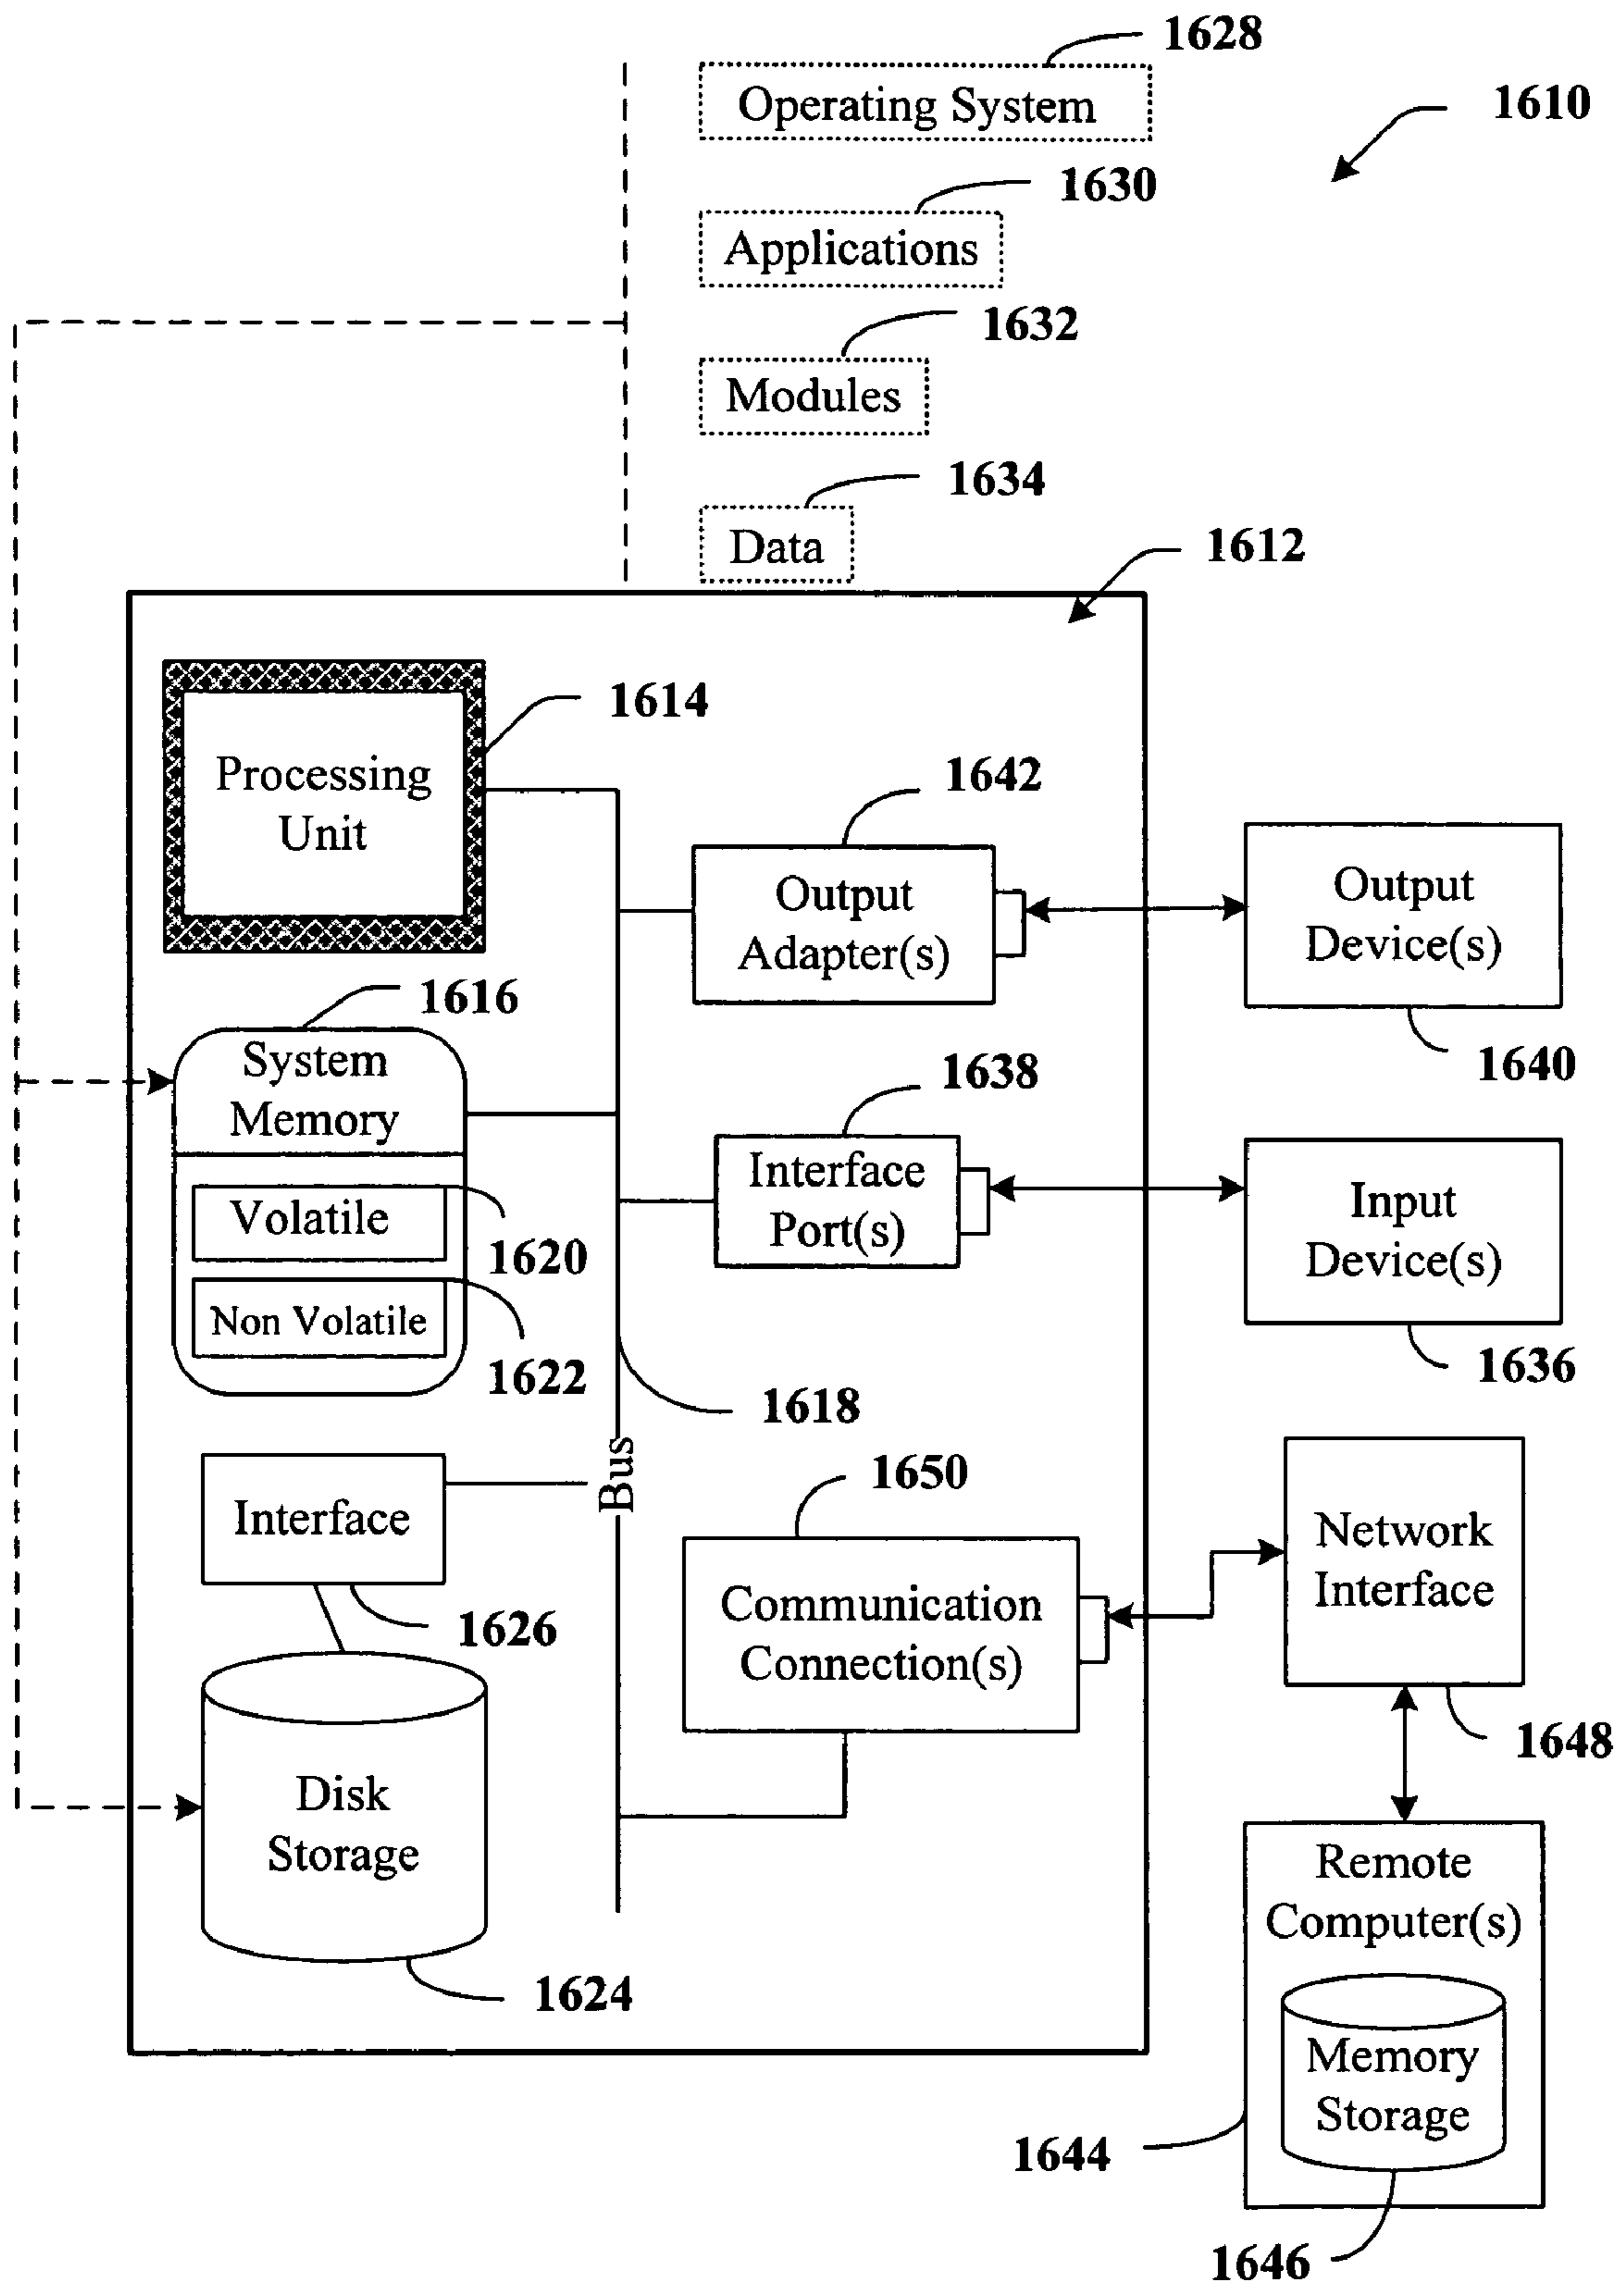 1628
Operating System
1610
1630
Applications
1632
Modules
1634
Data
1612
Processing
Unit
1614
1642
Output
Adapter(s)
Output
Device(s)
1640
1616
System
Memory
Volatile
1620
Non Volatile
1622
1638
Interface
Port(s)
Input
Device(s)
1636
1618
Bus
Interface
1626
1650
Communication
Connection(s)
Network
Interface
1648
Disk
Storage
1624
Remote
Computer(s)
Memory
Storage
1644
1646